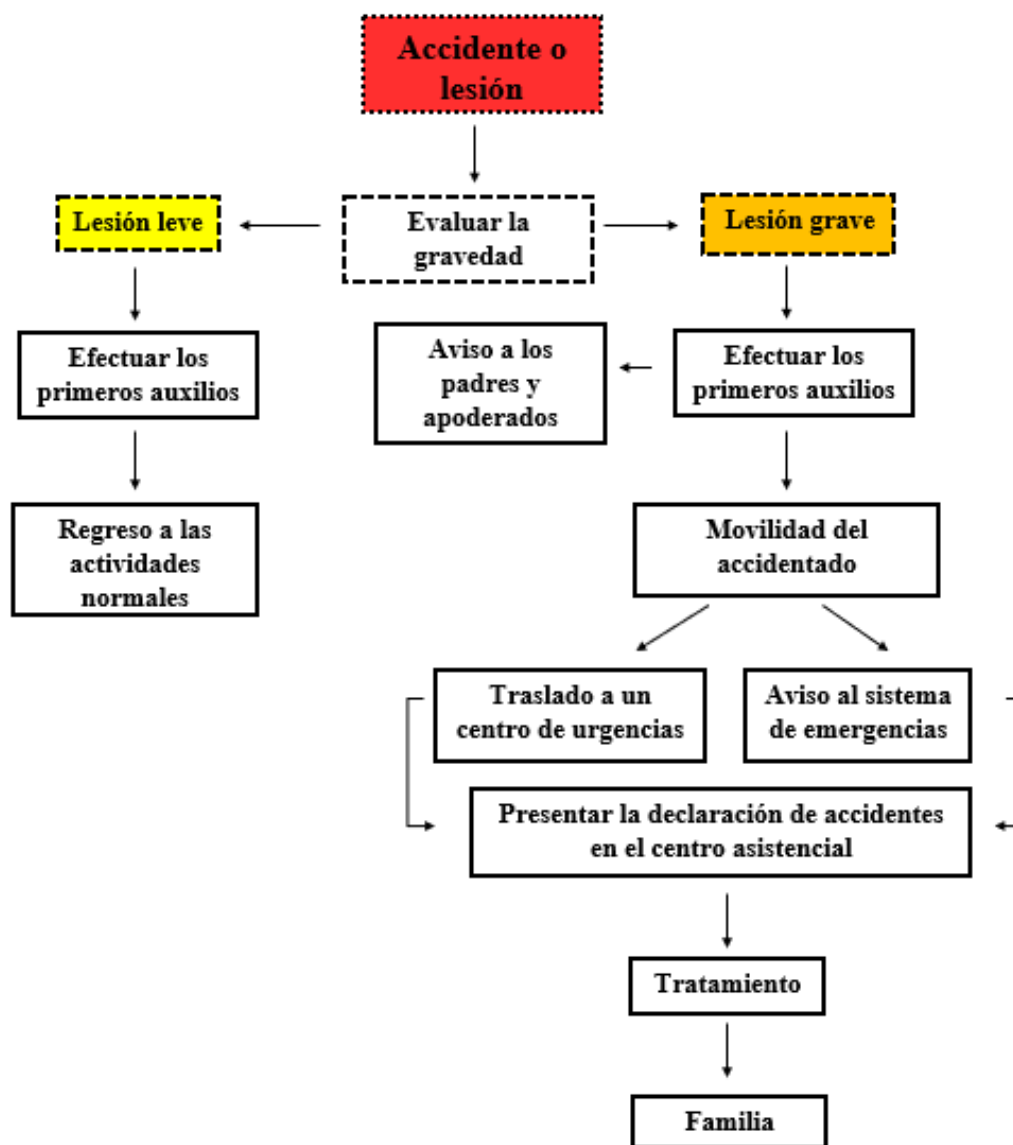 Accidente o
lesión
Lesión leve
Evaluar la
gravedad
Lesión grave
Efectuar los
primeros auxilios
Aviso a los
padres y
apoderados
Efectuar los
primeros auxilios
Regreso a las
actividades
normales
Movilidad del
accidentado
Traslado a un
centro de urgencias
Aviso al sistema
de emergencias
Presentar la declaración de accidentes
en el centro asistencial
Tratamiento
Familia